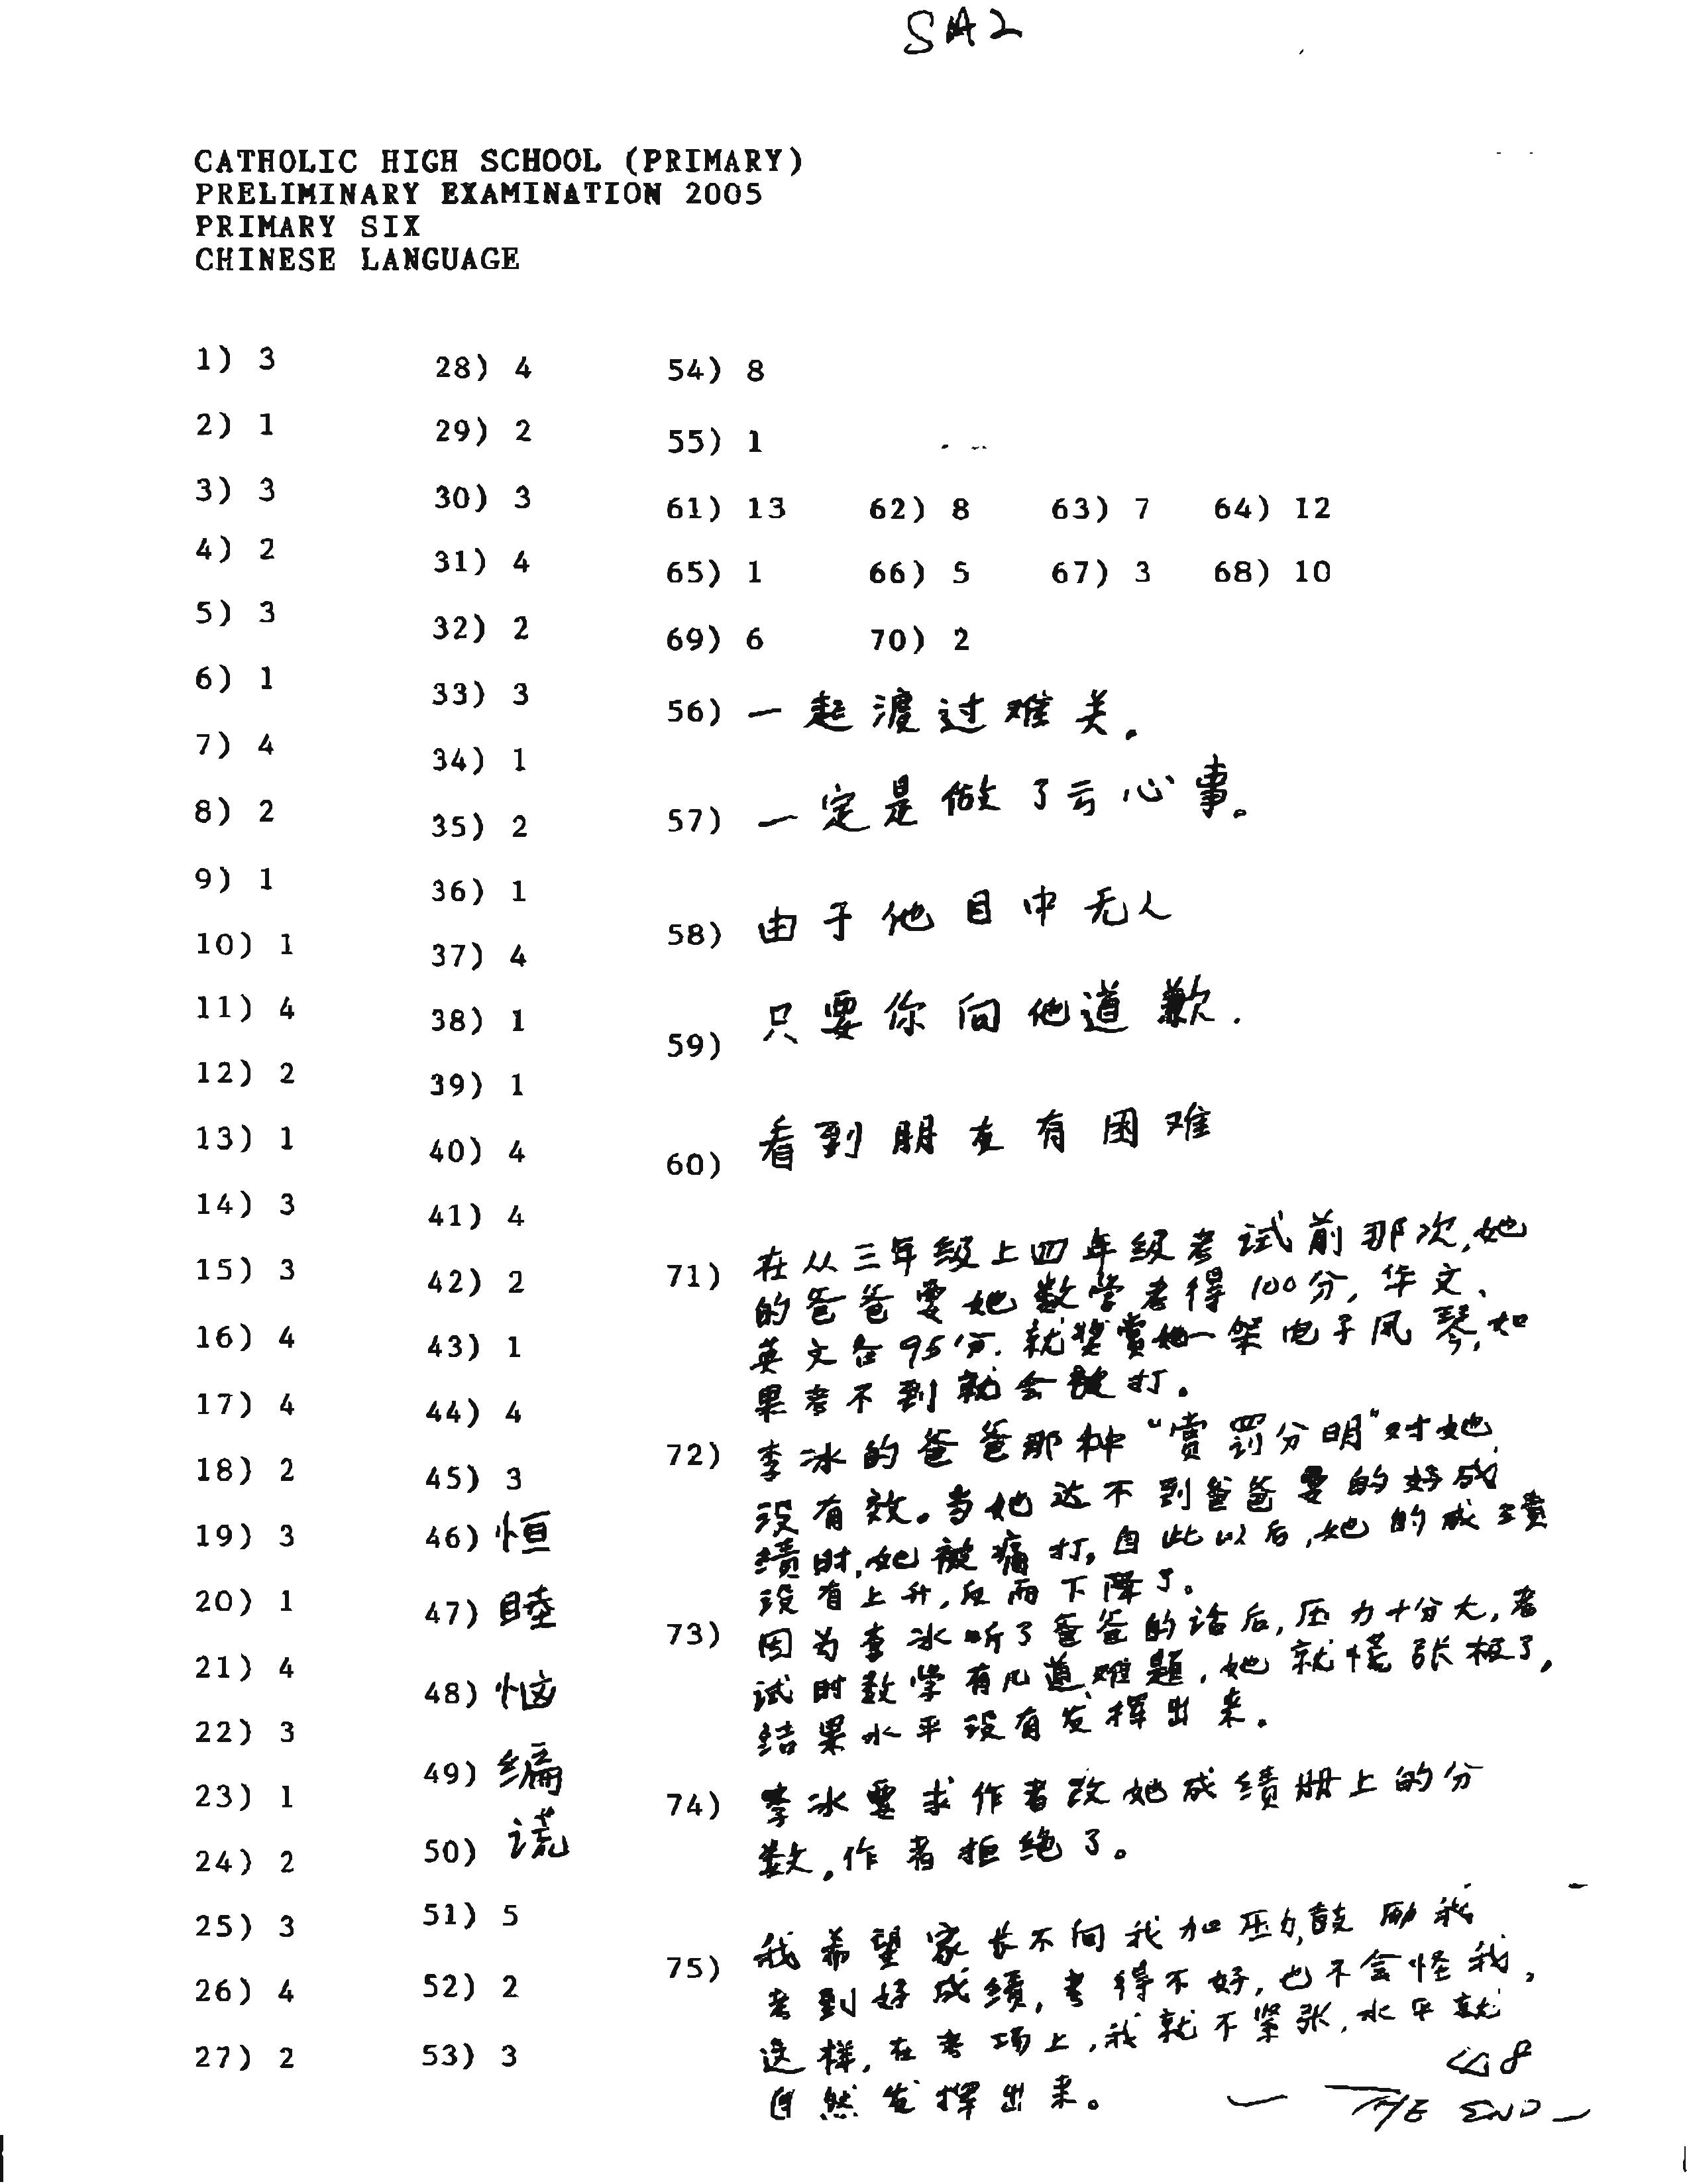 SA2
CATHOLIC HIGH SCHOOL (PRIMARY)
PRELIMINARY EXAMINATION 2005
PRIMARY SIX
CHINESE LANGUAGE
1) 3
2) 1
3) 3
4) 2
5) 3
6) 1
7) 4
8) 2
9) 1
10) 1
11) 4
12) 2
13) 1
14) 3
15) 3
16) 4
17) 4
18) 2
19) 3
20) 1
21) 4
22) 3
23) 1
24) 2
25) 3
26) 4
27) 2
28) 4
29) 2
30) 3
31) 4
32) 2
33) 3
34) 1
35) 2
36) 1
37) 4
38) 1
39) 1
40) 4
41) 4
42) 2
43) 1
44) 4
45) 3
46) 恒
47) 睦
48) 恼
49) 编
50) 谎
51) 5
52) 2
53) 3
54) 8
55) 1
61) 13 62) 8 63) 7 64) 12
65) 1 66) 5 67) 3 68) 10
69) 6 70) 2
56) 一起渡过难关。
57) 一定是做了亏心事。
58) 由于他目中无人
59) 只要你向他道歉.
60) 看到朋友有困难
71) 在从三年级上四年级考试前那次,她
的爸爸要她数学考得100分,华文、
英文各95分.就奖赏她一架电子风琴,如
果考不到就会被打.
72) 李冰的爸爸那种“赏罚分明”对她
没有效。当她达不到爸爸要的好成
绩时,她被痛打,自此以后,她的成绩
没有上升,反而下降了。
73) 因为李冰听了爸爸的话后,压力十分大,考
试时数学有几道难题,她就慌张极了,
结果水平没有发挥出来。
74) 李冰要求作者改她成绩册上的分
数,作者拒绝了。
75) 我希望家长不向我加压力,鼓励我
考到好成绩,考得不好,也不会怪我,
这样,在考场上,我就不紧张,水平就
自然发挥出来。
— THE END —